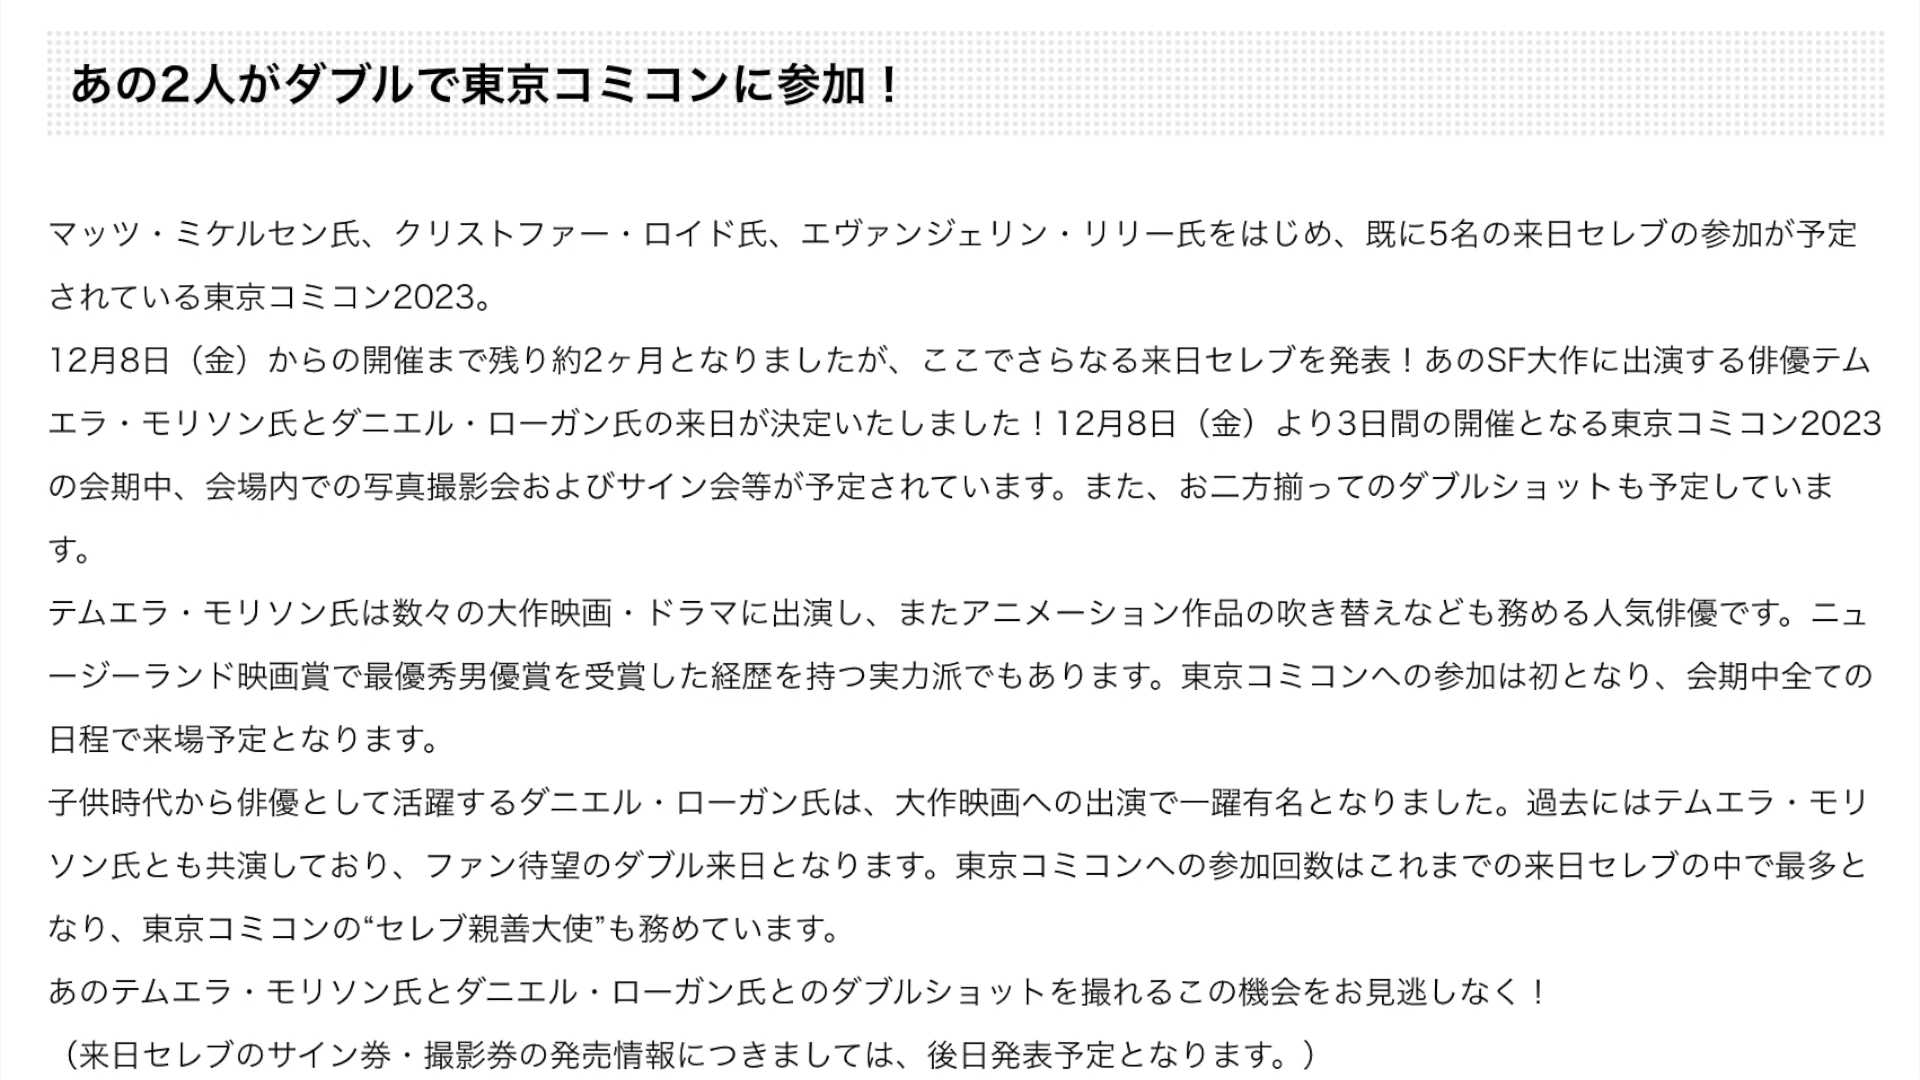 あの2人がダブルで東京コミコンに参加！
マッツ・ミケルセン氏、クリストファー・ロイド氏、エヴァンジェリン・リリー氏をはじめ、既に5名の来日セレブの参加が予定
されている東京コミコン2023。
12月8日（金）からの開催まで残り約2ヶ月となりましたが、ここでさらなる来日セレブを発表！あのSF大作に出演する俳優テム
エラ・モリソン氏とダニエル・ローガン氏の来日が決定いたしました！12月8日（金）より3日間の開催となる東京コミコン2023
の会期中、会場内での写真撮影会およびサイン会等が予定されています。また、お二方揃ってのダブルショットも予定していま
す。
テムエラ・モリソン氏は数々の大作映画・ドラマに出演し、またアニメーション作品の吹き替えなども務める人気俳優です。ニュ
ージーランド映画賞で最優秀男優賞を受賞した経歴を持つ実力派でもあります。東京コミコンへの参加は初となり、会期中全ての
日程で来場予定となります。
子供時代から俳優として活躍するダニエル・ローガン氏は、大作映画への出演で一躍有名となりました。過去にはテムエラ・モリ
ソン氏とも共演しており、ファン待望のダブル来日となります。東京コミコンへの参加回数はこれまでの来日セレブの中で最多と
なり、東京コミコンの“セレブ親善大使”も務めています。
あのテムエラ・モリソン氏とダニエル・ローガン氏とのダブルショットを撮れるこの機会をお見逃しなく！
（来日セレブのサイン券・撮影券の発売情報につきましては、後日発表予定となります。）